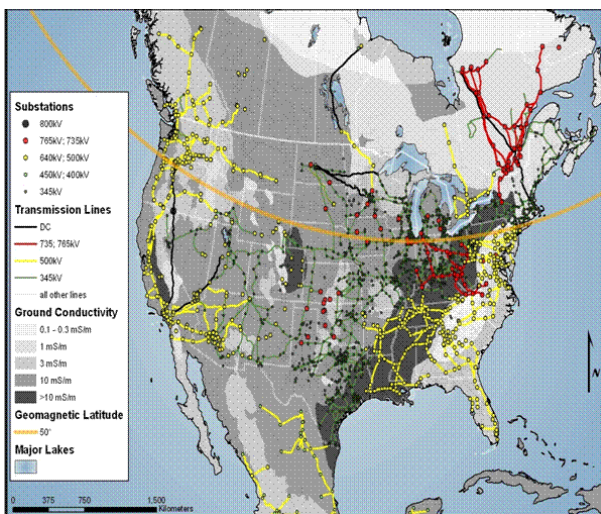 Substations
800kV
765kV; 735kV
640kV; 500kV
450kV; 400kV
345kV
Transmission Lines
DC
735; 765kV
500kV
345kV
all other lines
Ground Conductivity
0.1 - 0.3 mS/m
1 mS/m
3 mS/m
10 mS/m
>10 mS/m
Geomagnetic Latitude
50°
Major Lakes
N
0 375 750 1,500
Kilometers